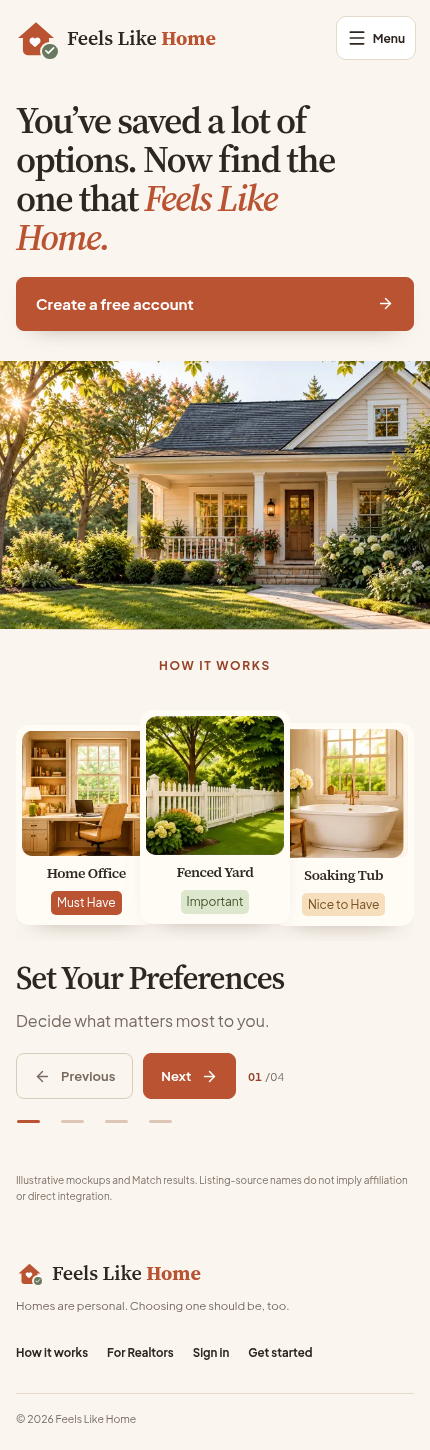 Feels Like Home
Menu
You’ve saved a lot of
options. Now find the
one that Feels Like
Home.
Create a free account
HOW IT WORKS
Home Office
Must Have
Fenced Yard
Important
Soaking Tub
Nice to Have
Set Your Preferences
Decide what matters most to you.
Previous
Next
01 /04
Illustrative mockups and Match results. Listing-source names do not imply affiliation
or direct integration.
Feels Like Home
Homes are personal. Choosing one should be, too.
How it works For Realtors Sign in Get started
© 2026 Feels Like Home